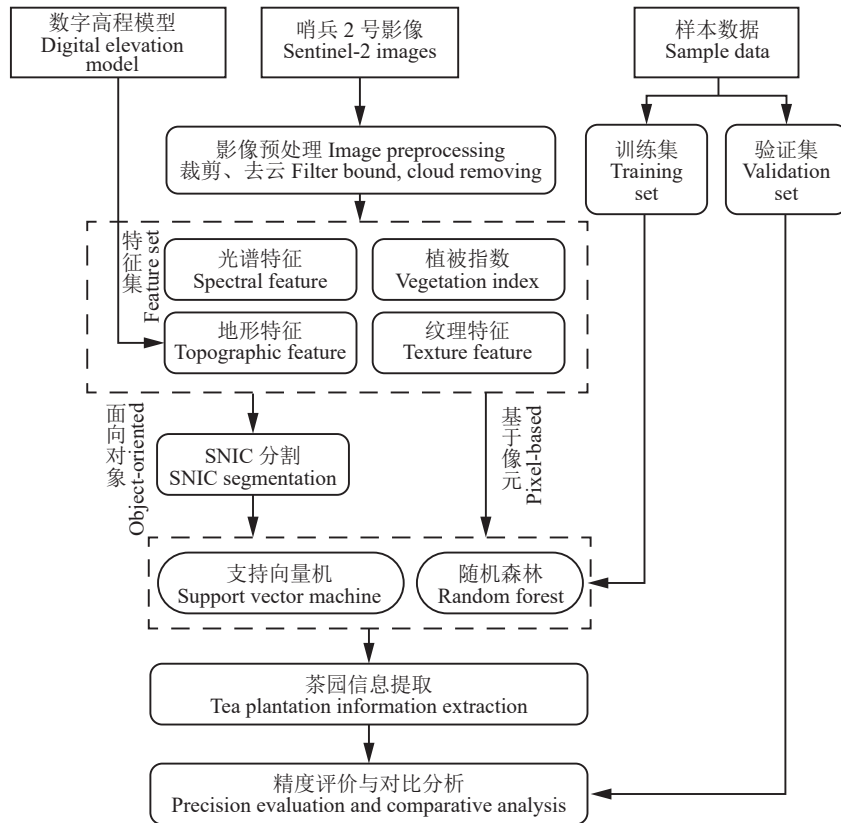 数字高程模型
Digital elevation
model
哨兵 2 号影像
Sentinel-2 images
样本数据
Sample data
影像预处理 Image preprocessing
裁剪、去云 Filter bound, cloud removing
训练集
Training
set
验证集
Validation
set
特征集
Feature set
光谱特征
Spectral feature
植被指数
Vegetation index
地形特征
Topographic feature
纹理特征
Texture feature
面向对象
Object-oriented
SNIC 分割
SNIC segmentation
基于像元
Pixel-based
支持向量机
Support vector machine
随机森林
Random forest
茶园信息提取
Tea plantation information extraction
精度评价与对比分析
Precision evaluation and comparative analysis